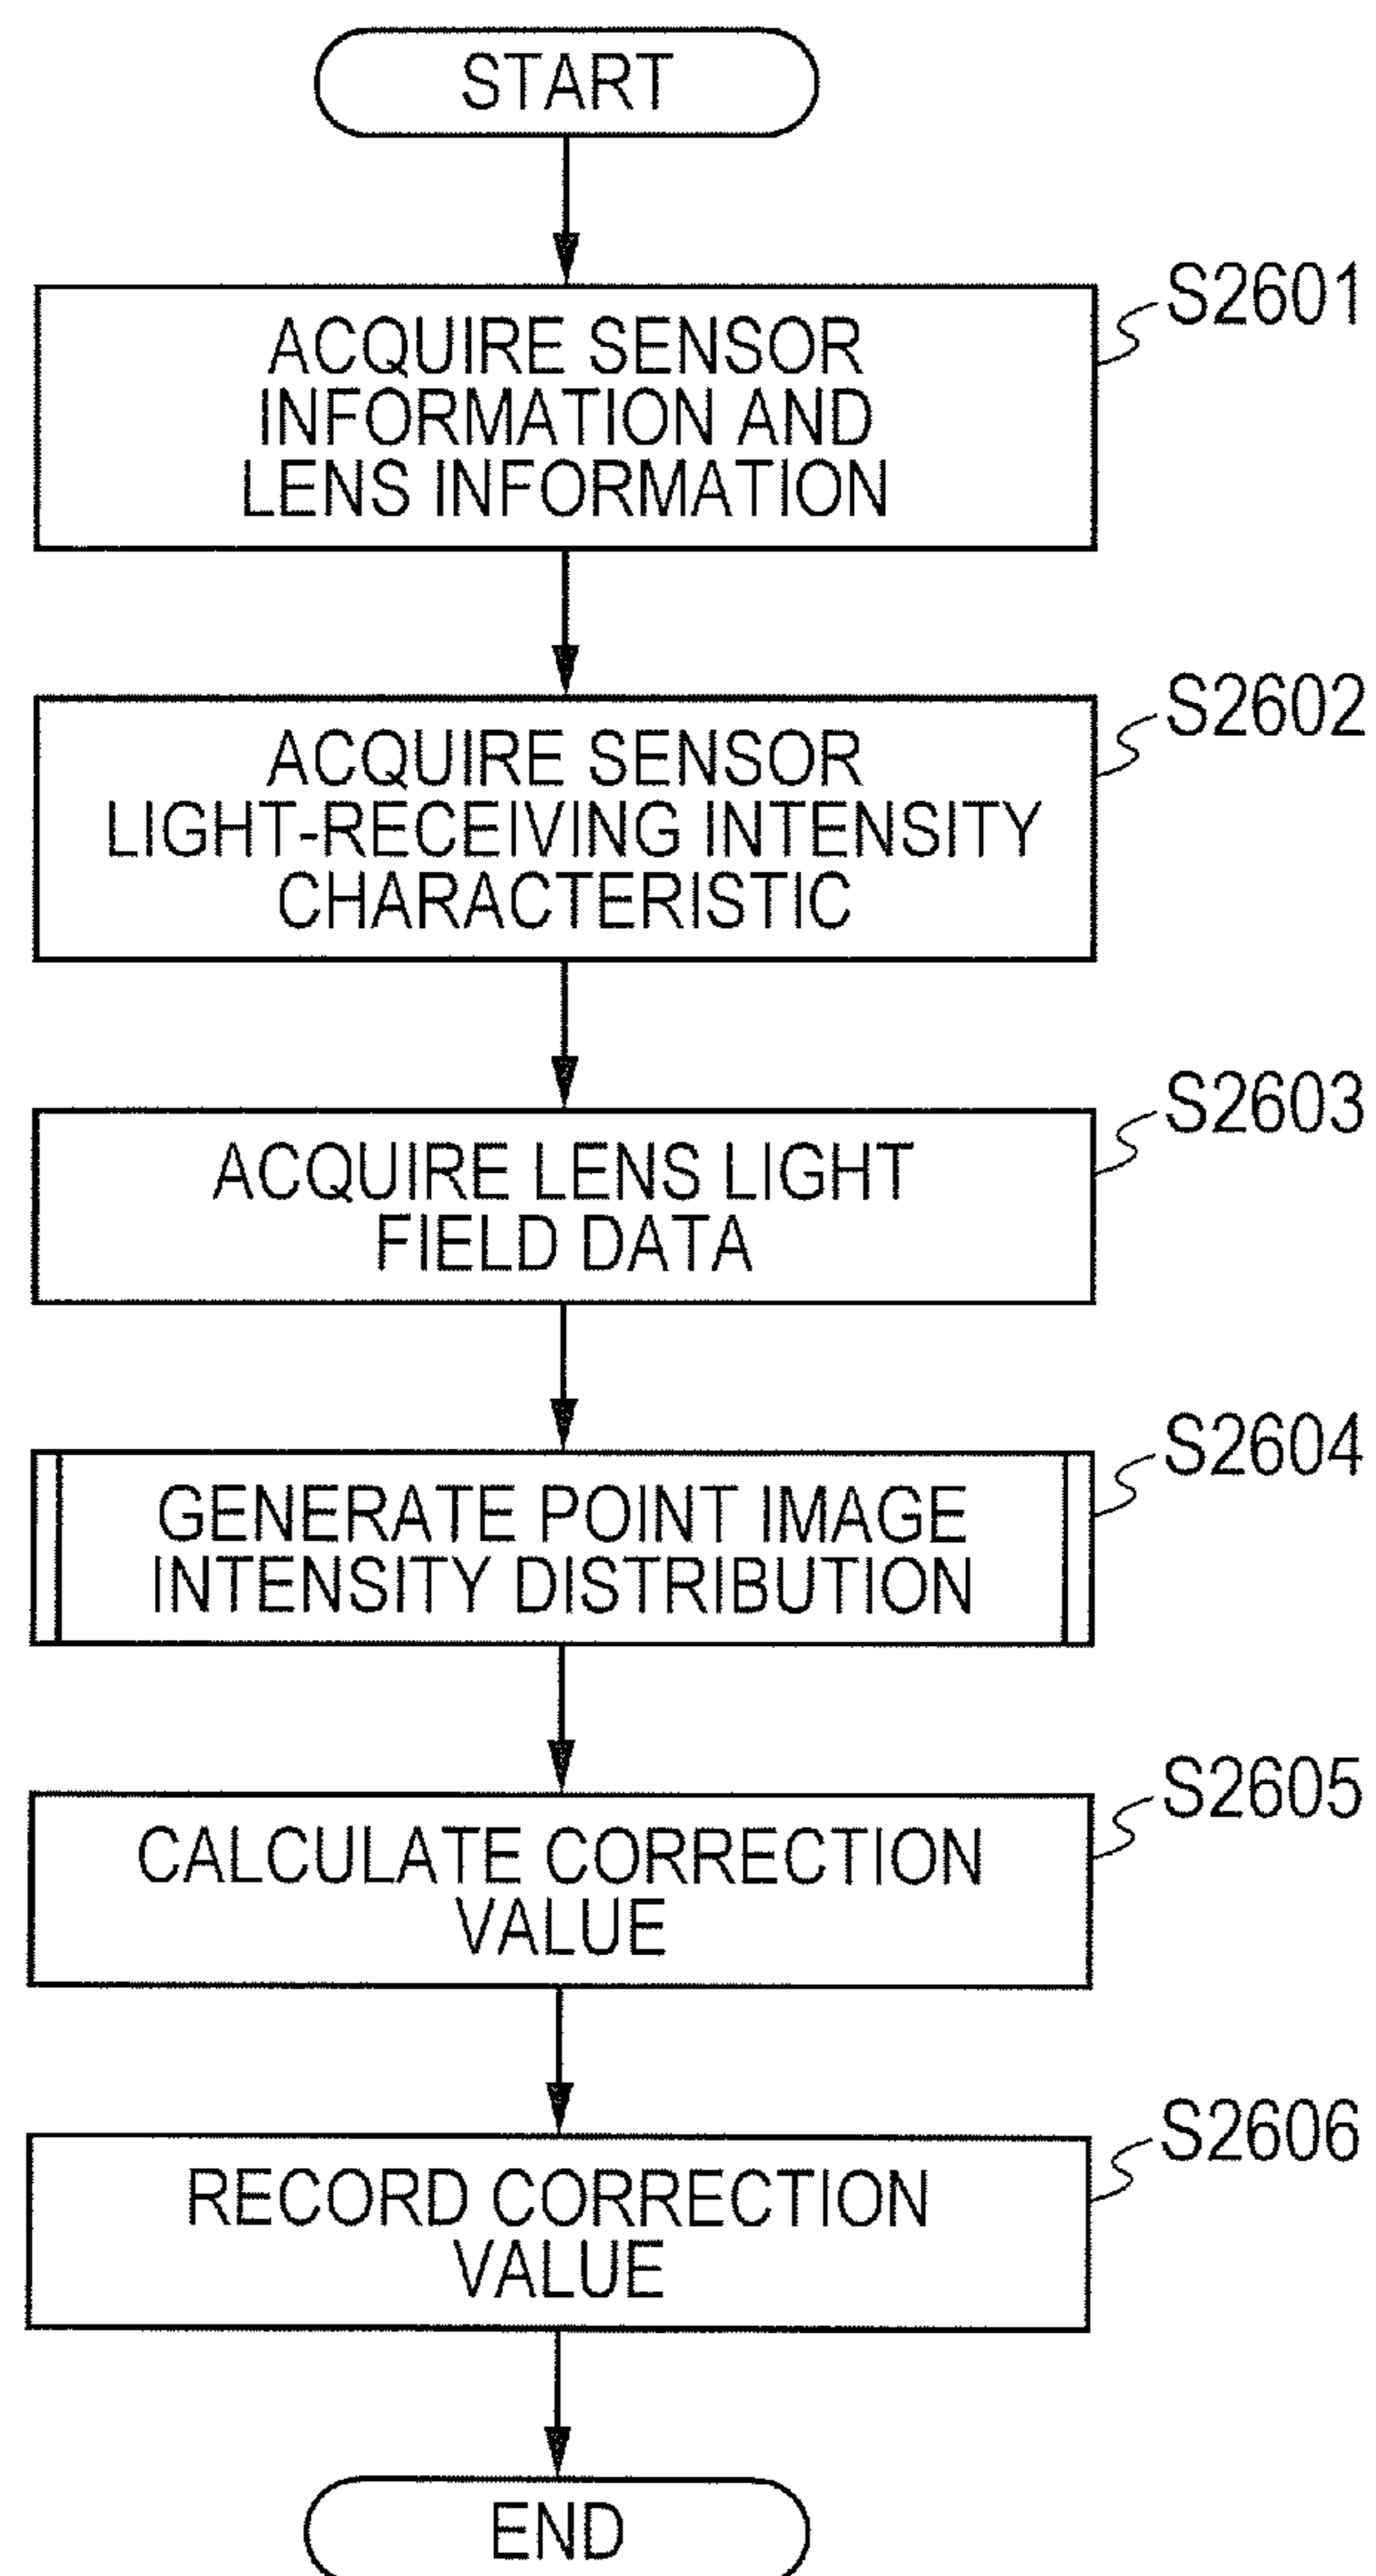 START
S2601
ACQUIRE SENSOR
INFORMATION AND
LENS INFORMATION
S2602
ACQUIRE SENSOR
LIGHT-RECEIVING INTENSITY
CHARACTERISTIC
S2603
ACQUIRE LENS LIGHT
FIELD DATA
S2604
GENERATE POINT IMAGE
INTENSITY DISTRIBUTION
S2605
CALCULATE CORRECTION
VALUE
S2606
RECORD CORRECTION
VALUE
END